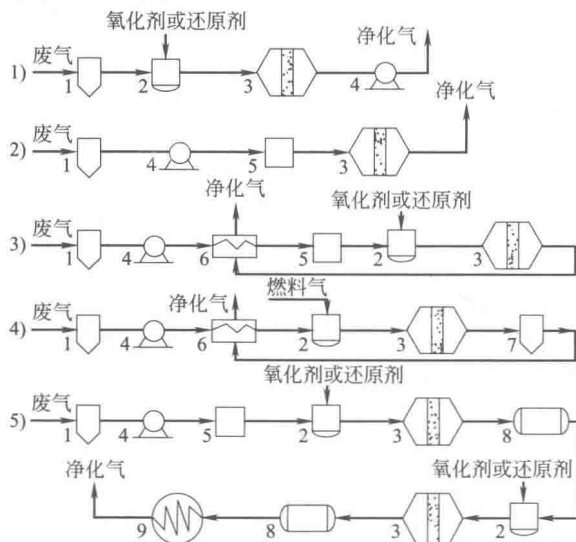 氧化剂或还原剂
净化气
1) 废气
1 2 3 4
净化气
2) 废气
1 4 5 3
净化气 氧化剂或还原剂
3) 废气
1 4 6 5 2 3
净化气 燃料气
4) 废气
1 4 6 2 3 7
氧化剂或还原剂
5) 废气
1 4 5 2 3 8
净化气 氧化剂或还原剂
9 8 3 2